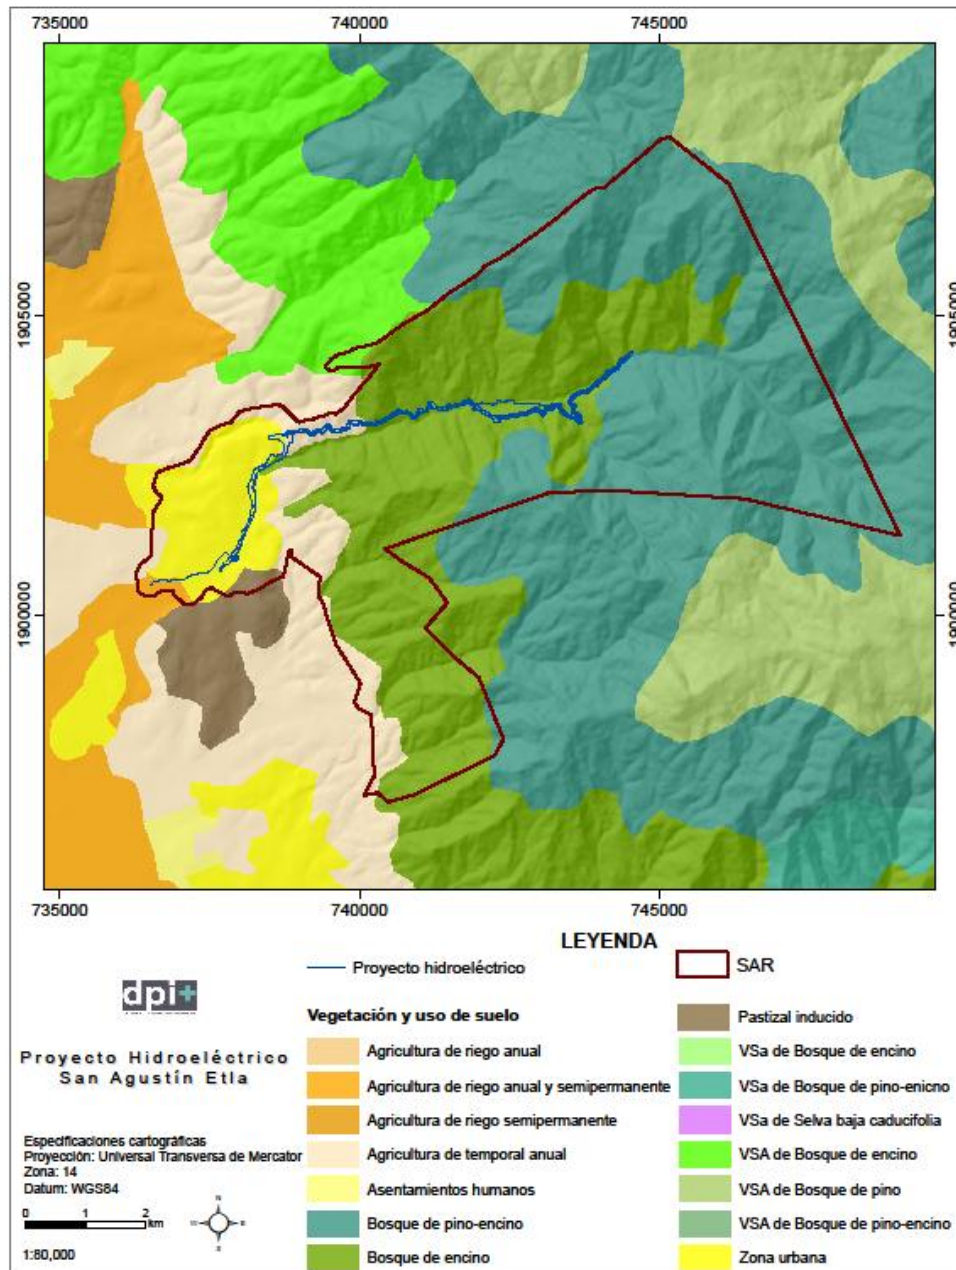 735000 740000 745000
1905000 1905000
1900000 1900000
735000 740000 745000
LEYENDA
Proyecto hidroeléctrico
SAR
dpi+
Proyecto Hidroeléctrico
San Agustín Etla
Especificaciones cartográficas
Proyección: Universal Transversa de Mercator
Zona: 14
Datum: WGS84
0 1 2
km
1:80,000
N
W E
S
Vegetación y uso de suelo
Agricultura de riego anual
Agricultura de riego anual y semipermanente
Agricultura de riego semipermanente
Agricultura de temporal anual
Asentamientos humanos
Bosque de pino-encino
Bosque de encino
Pastizal inducido
VSa de Bosque de encino
VSa de Bosque de pino-enicno
VSa de Selva baja caducifolia
VSA de Bosque de encino
VSA de Bosque de pino
VSA de Bosque de pino-encino
Zona urbana